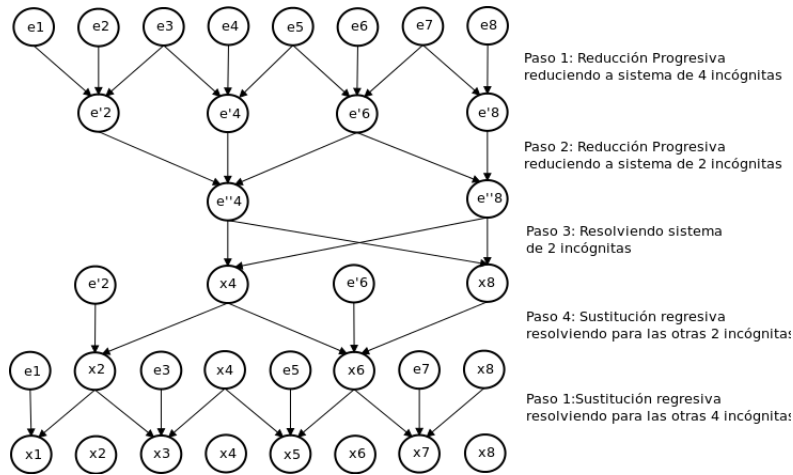 e1 e2 e3 e4 e5 e6 e7 e8
Paso 1: Reducción Progresiva
reduciendo a sistema de 4 incógnitas
e'2 e'4 e'6 e'8
Paso 2: Reducción Progresiva
reduciendo a sistema de 2 incógnitas
e''4 e''8
Paso 3: Resolviendo sistema
de 2 incógnitas
e'2 x4 e'6 x8
Paso 4: Sustitución regresiva
resolviendo para las otras 2 incógnitas
e1 x2 e3 x4 e5 x6 e7 x8
Paso 1:Sustitución regresiva
resolviendo para las otras 4 incógnitas
x1 x2 x3 x4 x5 x6 x7 x8